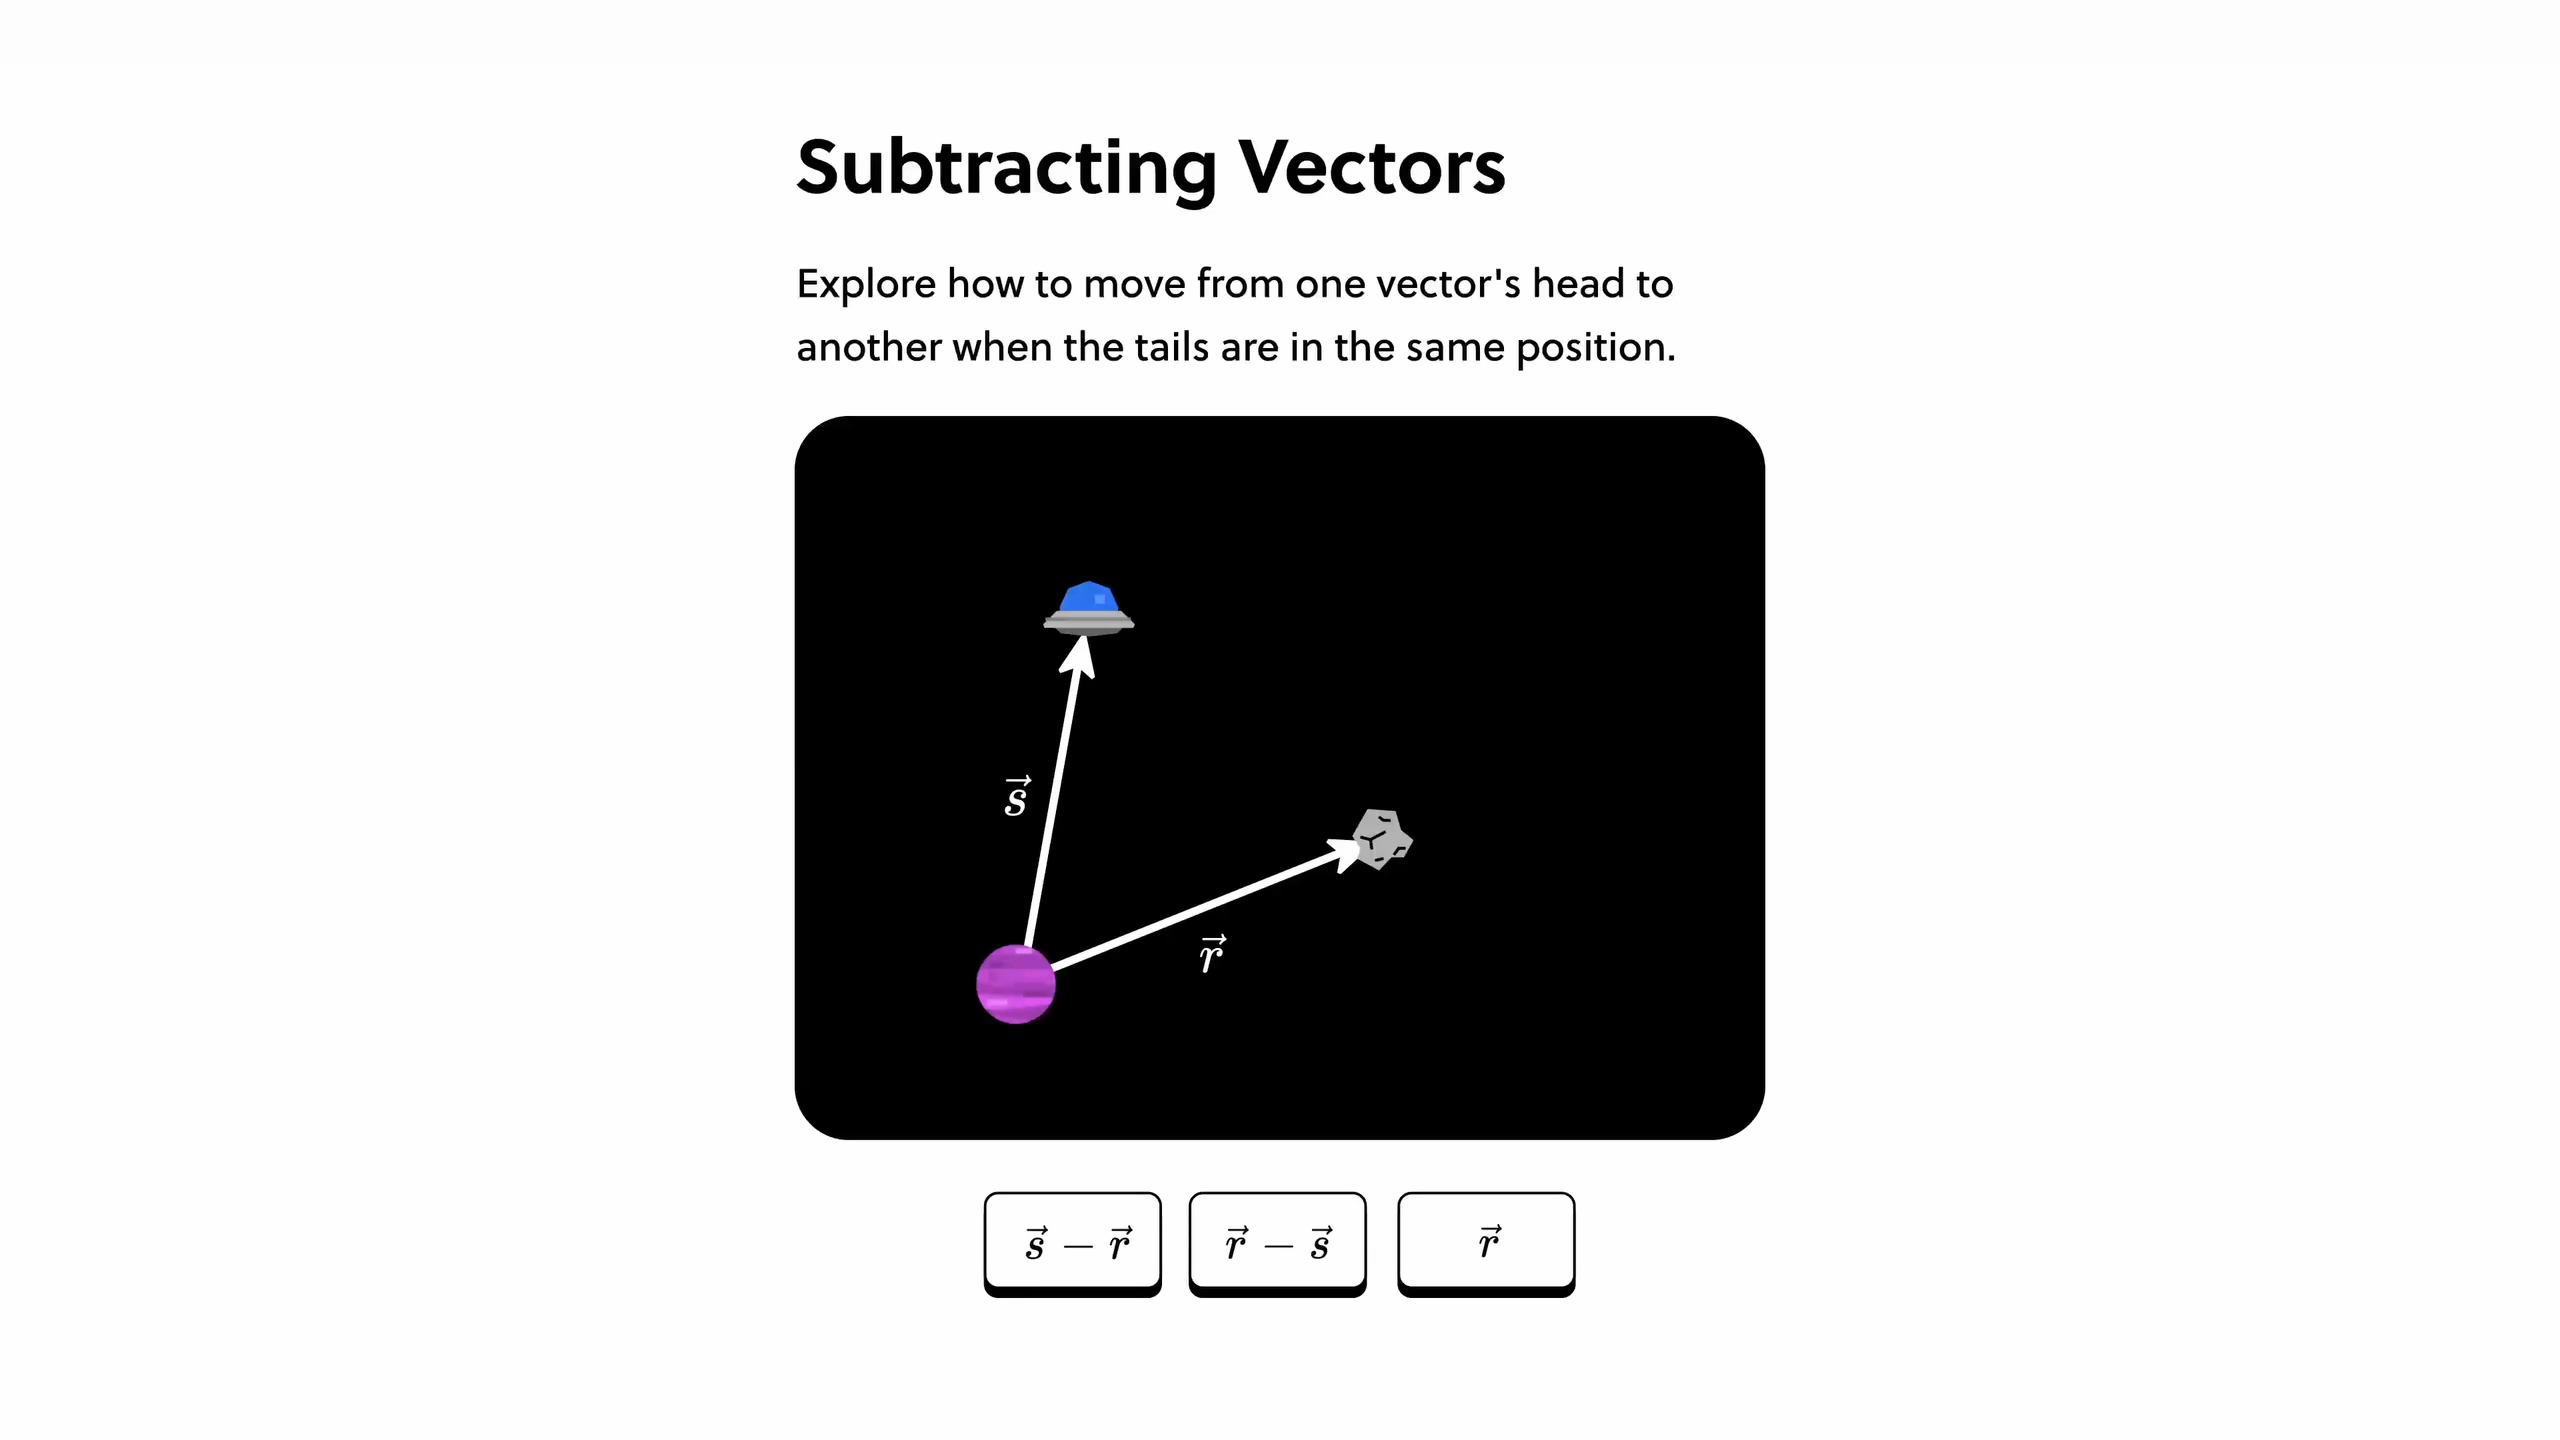 Subtracting Vectors
Explore how to move from one vector's head to
another when the tails are in the same position.
s⃗
r⃗
s⃗ − r⃗
r⃗ − s⃗
r⃗